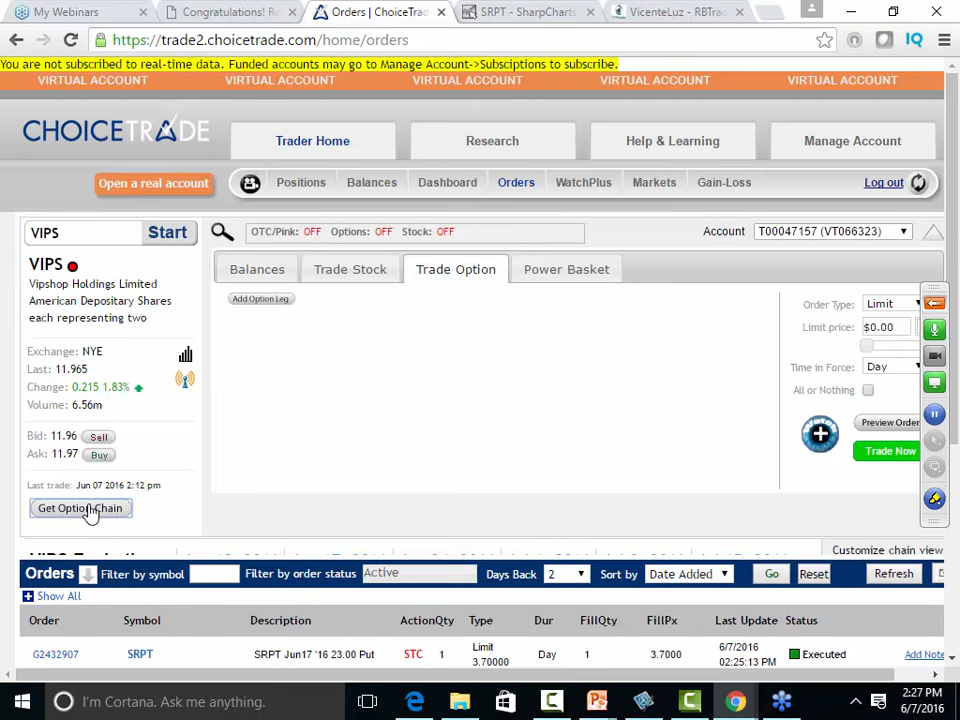 My Webinars
Congratulations! Re
Orders | ChoiceTrad
SRPT - SharpCharts
VicenteLuz - RBTrad
https://trade2.choicetrade.com/home/orders
IQ
You are not subscribed to real-time data. Funded accounts may go to Manage Account->Subsciptions to subscribe.
VIRTUAL ACCOUNT VIRTUAL ACCOUNT VIRTUAL ACCOUNT VIRTUAL ACCOUNT VIRTUAL ACCOUNT
CHOICETRADE
Trader Home Research Help & Learning Manage Account
Open a real account
Positions Balances Dashboard Orders WatchPlus Markets Gain-Loss Log out
VIPS Start
OTC/Pink: OFF Options: OFF Stock: OFF
Account T00047157 (VT066323)
VIPS
Vipshop Holdings Limited
American Depositary Shares
each representing two
Exchange: NYE
Last: 11.965
Change: 0.215 1.83%
Volume: 6.56m
Bid: 11.96 Sell
Ask: 11.97 Buy
Last trade: Jun 07 2016 2:12 pm
Get Option Chain
Balances Trade Stock Trade Option Power Basket
Add Option Leg
Order Type: Limit
Limit price: $0.00
Time in Force: Day
All or Nothing
Preview Order
Trade Now
Customize chain view
Orders Filter by symbol Filter by order status Active Days Back 2 Sort by Date Added Go Reset Refresh
Show All
Order Symbol Description Action Qty Type Dur FillQty FillPx Last Update Status
G2432907 SRPT SRPT Jun17 '16 23.00 Put STC 1 Limit 3.70000 Day 1 3.7000 6/7/2016 02:25:13 PM Executed Add Note
I'm Cortana. Ask me anything.
2:27 PM
6/7/2016